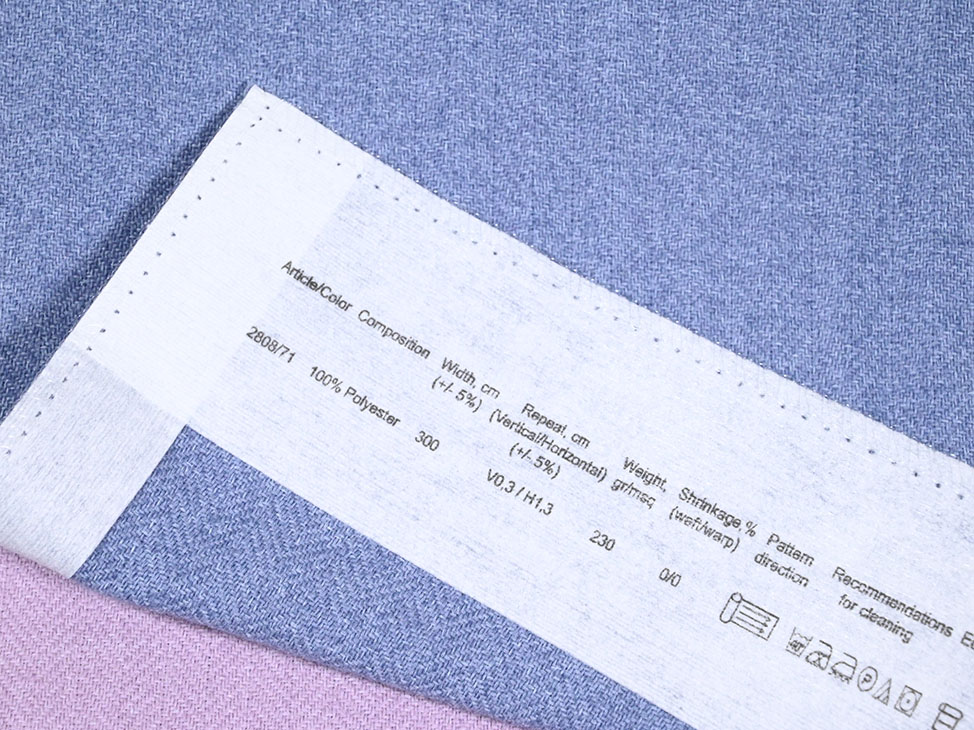 Article/Color Composition Width, cm Repeat, cm Weight, Shrinkage,% Pattern Recommendations
(+/- 5%) (Vertical/Horizontal) gr/msq (waft/warp) direction for cleaning
(+/- 5%)
2808/71 100% Polyester 300 V0,3 / H1,3 230 0/0